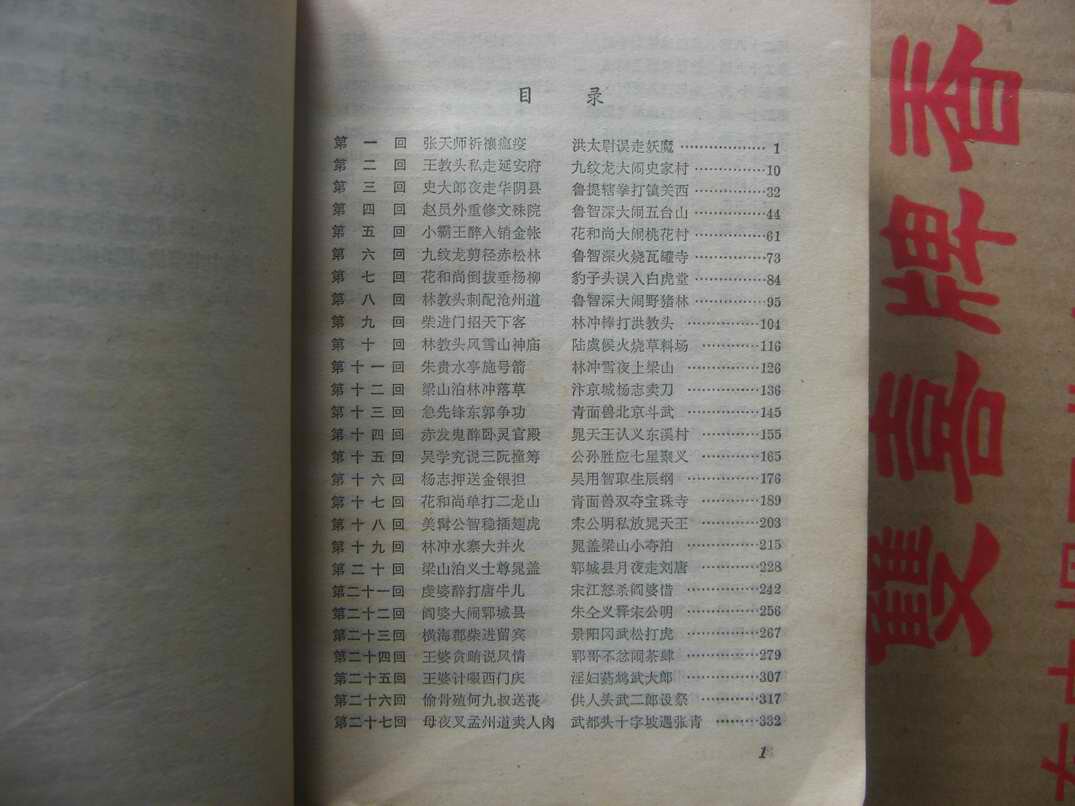 目 录
第一回 张天师祈禳瘟疫 洪太尉误走妖魔 ……………… 1
第二回 王教头私走延安府 九纹龙大闹史家村 …………… 10
第三回 史大郎夜走华阴县 鲁提辖拳打镇关西 …………… 32
第四回 赵员外重修文殊院 鲁智深大闹五台山 …………… 44
第五回 小霸王醉入销金帐 花和尚大闹桃花村 …………… 61
第六回 九纹龙剪径赤松林 鲁智深火烧瓦罐寺 …………… 73
第七回 花和尚倒拔垂杨柳 豹子头误入白虎堂 …………… 84
第八回 林教头刺配沧州道 鲁智深大闹野猪林 …………… 95
第九回 柴进门招天下客 林冲棒打洪教头 …………… 104
第十回 林教头风雪山神庙 陆虞候火烧草料场 ………… 116
第十一回 朱贵水亭施号箭 林冲雪夜上梁山 …………… 126
第十二回 梁山泊林冲落草 汴京城杨志卖刀 …………… 136
第十三回 急先锋东郭争功 青面兽北京斗武 …………… 145
第十四回 赤发鬼醉卧灵官殿 晁天王认义东溪村 ………… 155
第十五回 吴学究说三阮撞筹 公孙胜应七星聚义 ………… 165
第十六回 杨志押送金银担 吴用智取生辰纲 …………… 176
第十七回 花和尚单打二龙山 青面兽双夺宝珠寺 ………… 189
第十八回 美髯公智稳插翅虎 宋公明私放晁天王 ………… 203
第十九回 林冲水寨大并火 晁盖梁山小夺泊 …………… 215
第二十回 梁山泊义士尊晁盖 郓城县月夜走刘唐 ………… 228
第二十一回 虔婆醉打唐牛儿 宋江怒杀阎婆惜 …………… 242
第二十二回 阎婆大闹郓城县 朱仝义释宋公明 …………… 256
第二十三回 横海郡柴进留宾 景阳冈武松打虎 …………… 267
第二十四回 王婆贪贿说风情 郓哥不忿闹茶肆 …………… 279
第二十五回 王婆计啜西门庆 淫妇药鸩武大郎 ………… 307
第二十六回 偷骨殖何九叔送丧 供人头武二郎设祭 ………… 317
第二十七回 母夜叉孟州道卖人肉 武都头十字坡遇张青 ……… 332
1
雙喜牌香